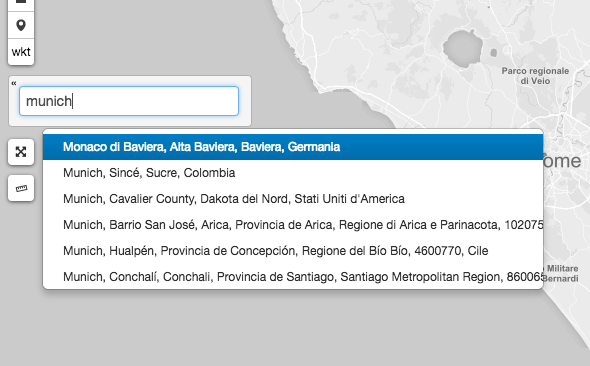 wkt
Parco regionale
di Veio
«
munich
Monaco di Baviera, Alta Baviera, Baviera, Germania
Munich, Sincé, Sucre, Colombia
ome
Munich, Cavalier County, Dakota del Nord, Stati Uniti d'America
Munich, Barrio San José, Arica, Provincia de Arica, Regione di Arica e Parinacota, 102075
Munich, Hualpén, Provincia de Concepción, Regione del Bío Bío, 4600770, Cile
Munich, Conchalí, Conchali, Provincia de Santiago, Santiago Metropolitan Region, 86006
Militare
Bernardi